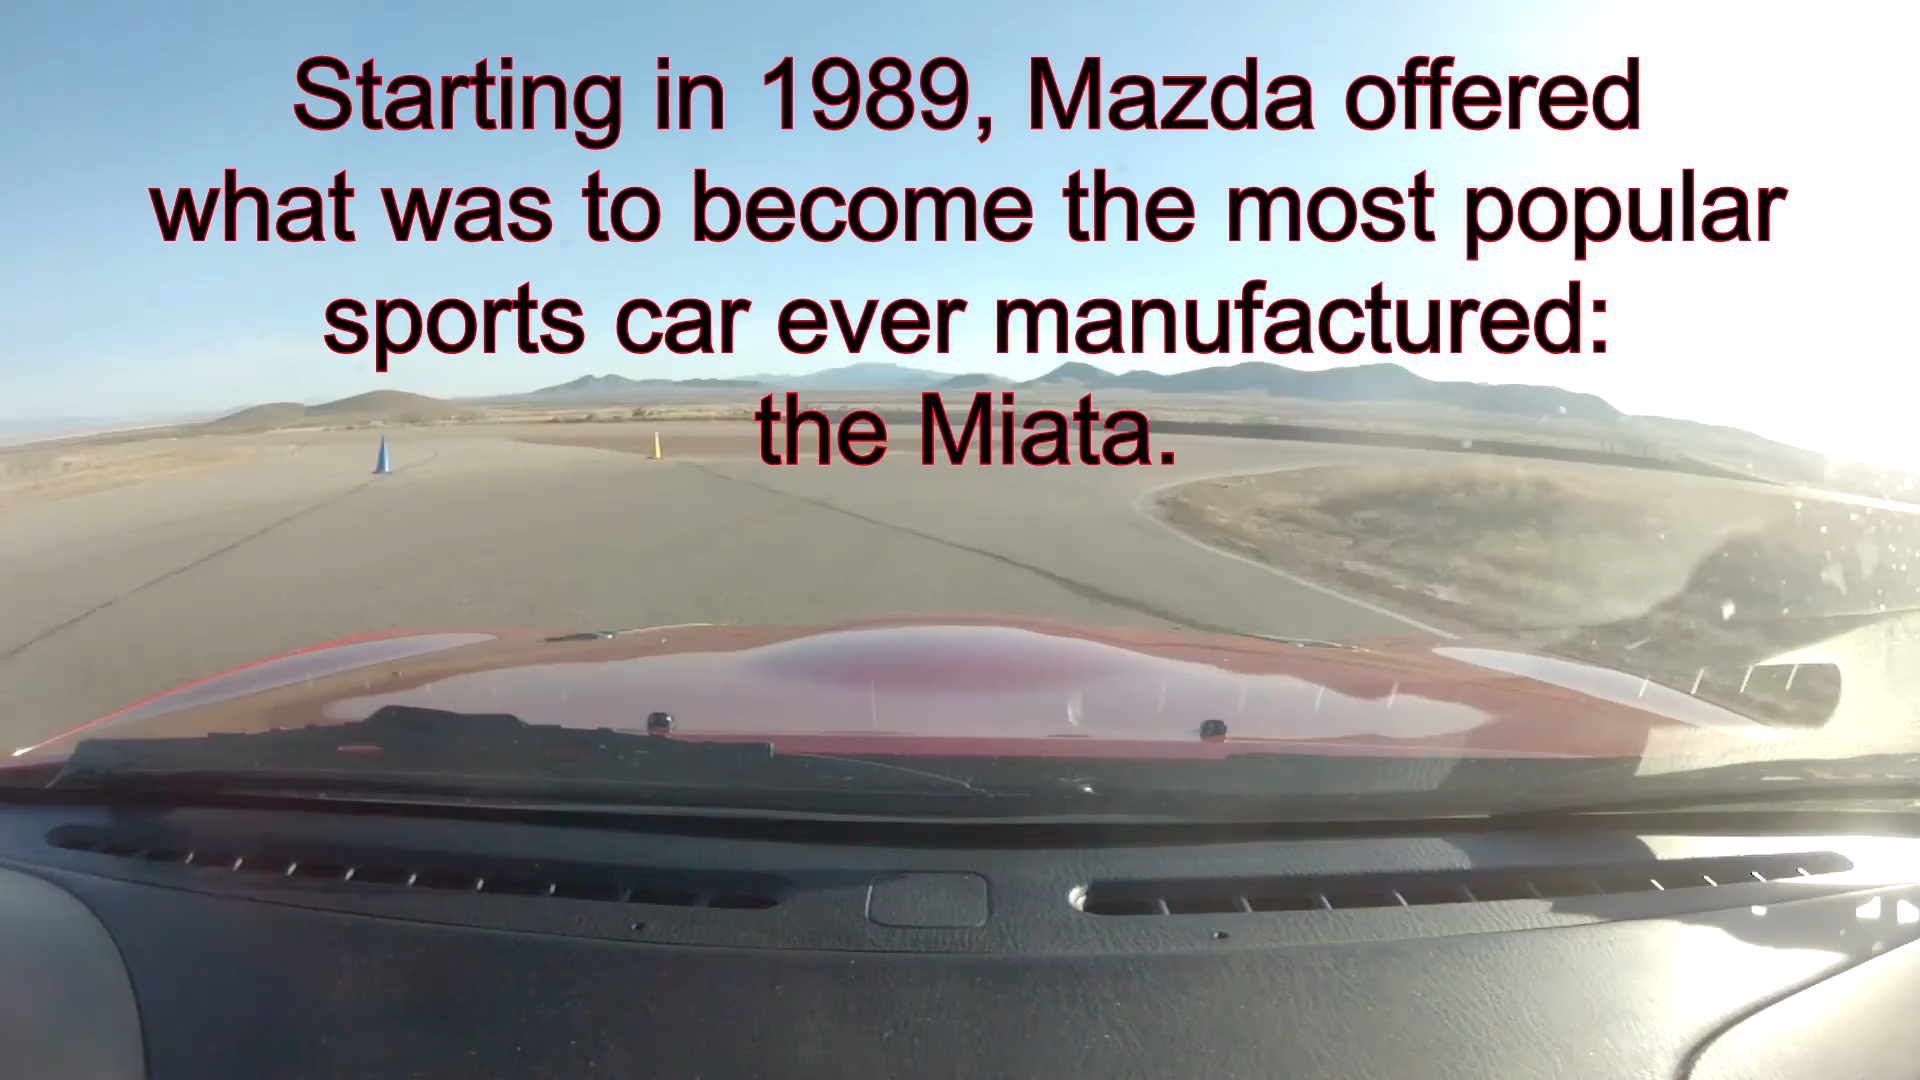 Starting in 1989, Mazda offered
what was to become the most popular
sports car ever manufactured:
the Miata.